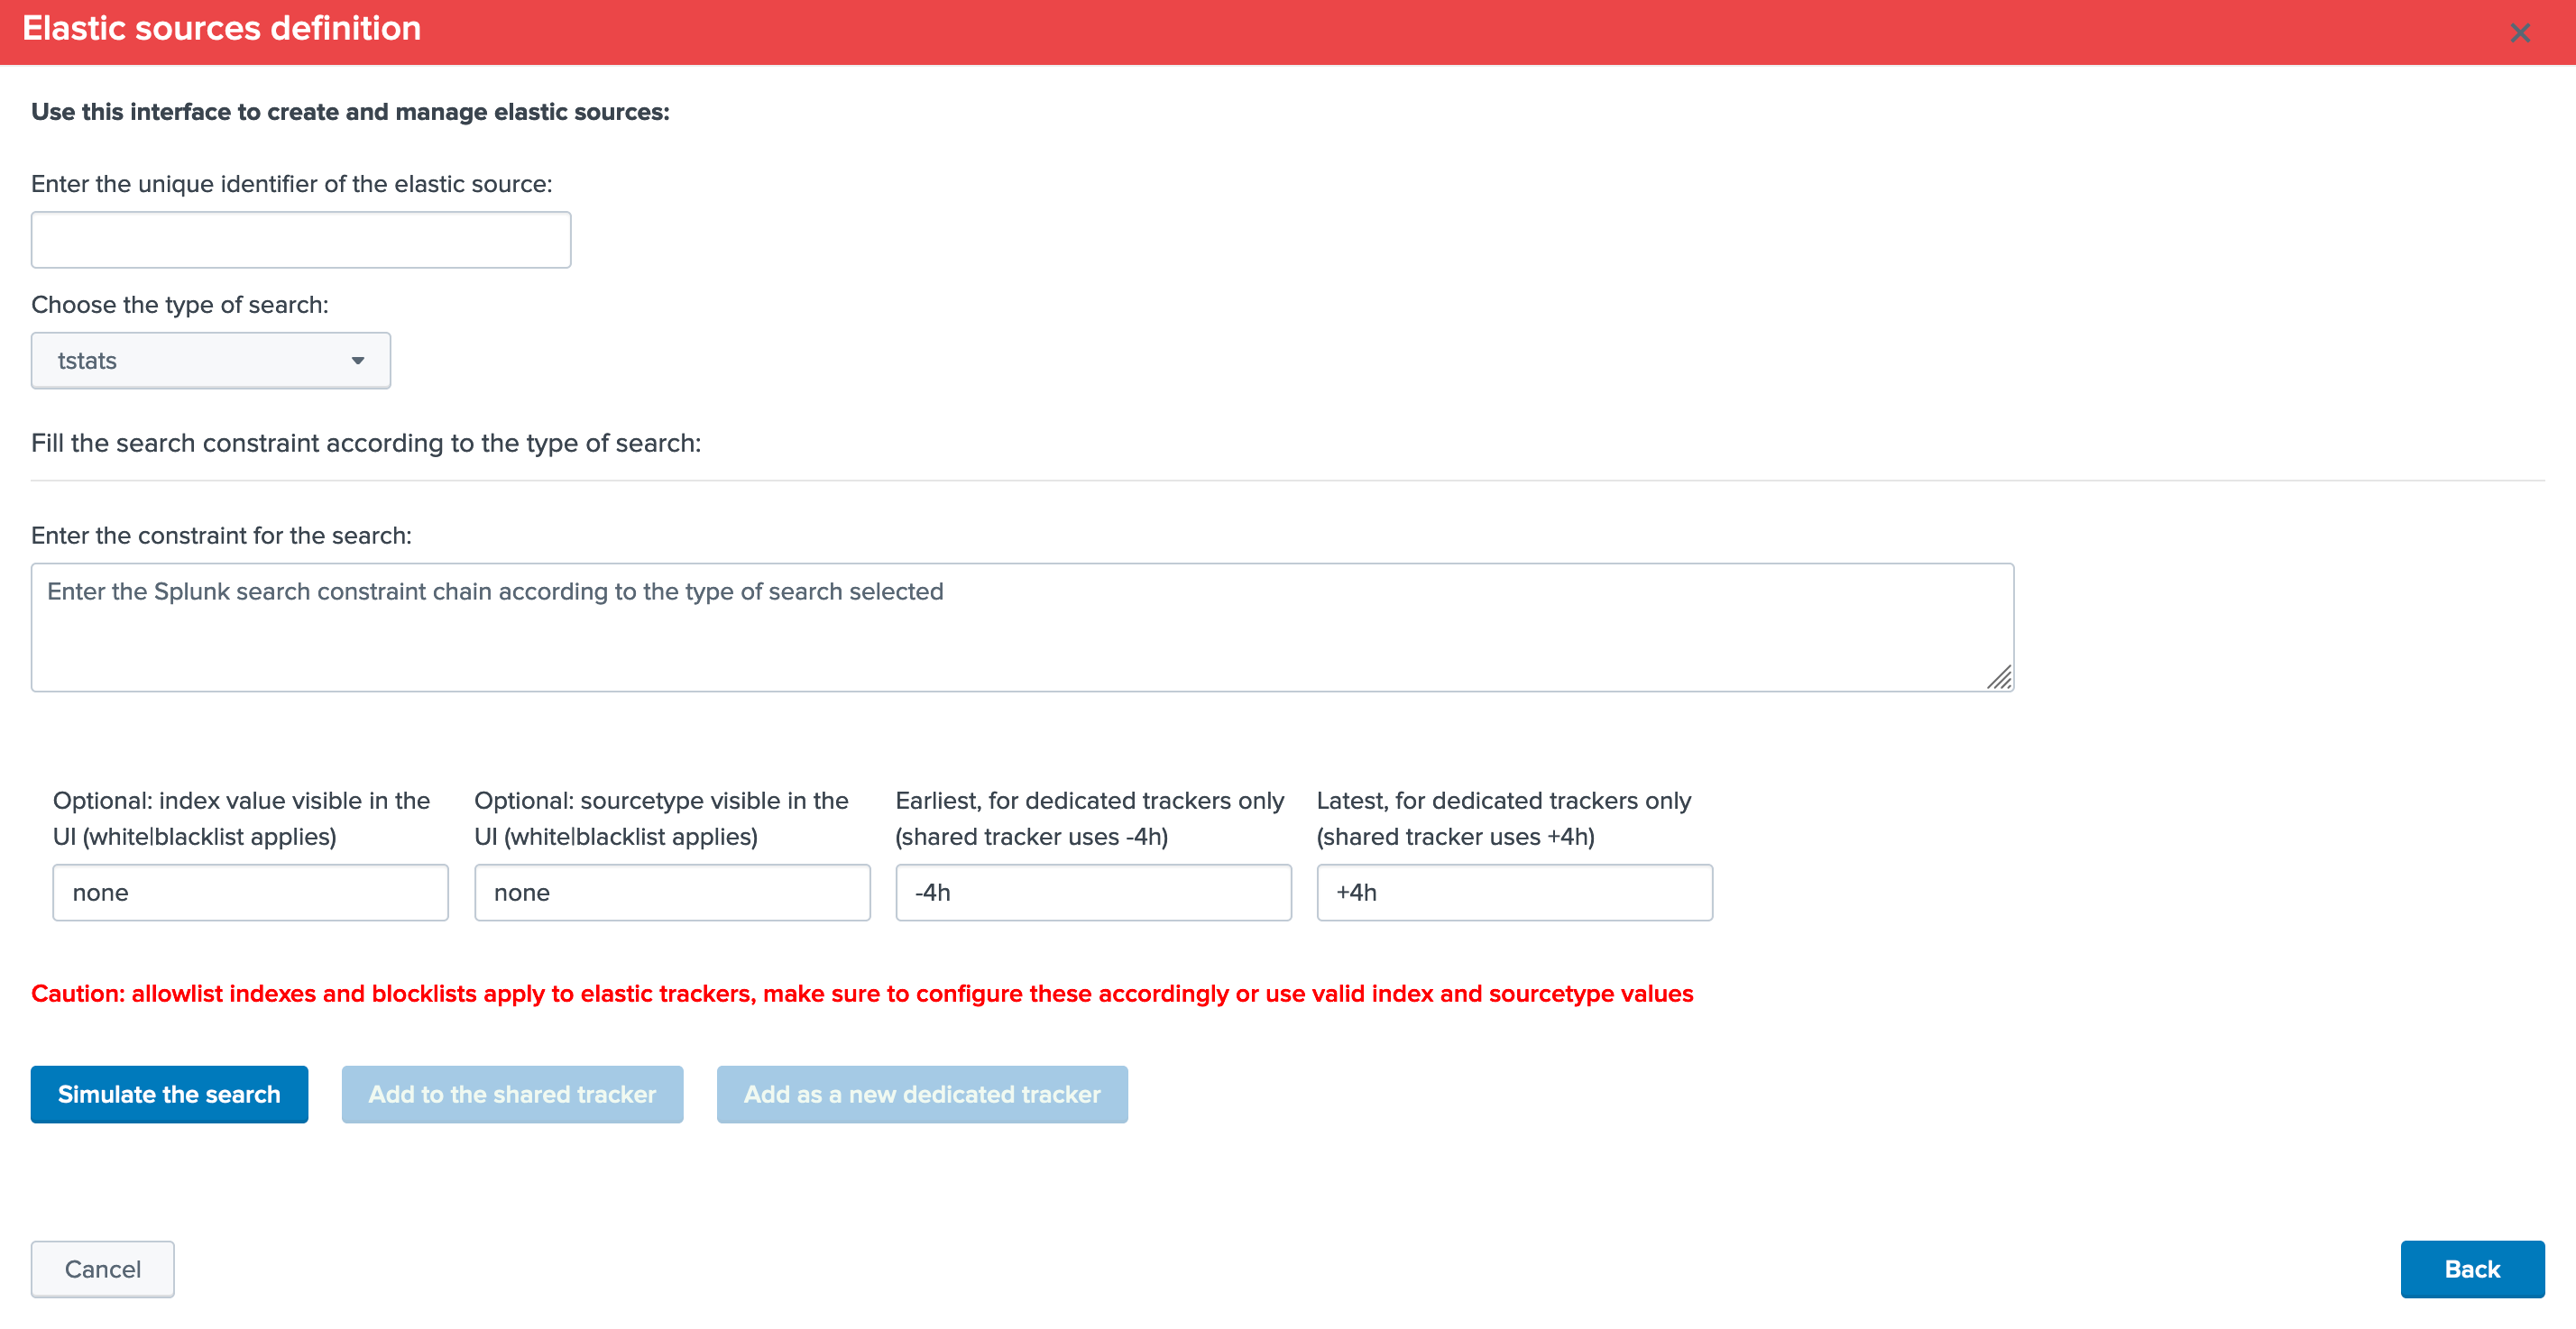 Elastic sources definition
Use this interface to create and manage elastic sources:
Enter the unique identifier of the elastic source:
Choose the type of search:
tstats
Fill the search constraint according to the type of search:
Enter the constraint for the search:
Enter the Splunk search constraint chain according to the type of search selected
Optional: index value visible in the
UI (white|blacklist applies)
none
Optional: sourcetype visible in the
UI (white|blacklist applies)
none
Earliest, for dedicated trackers only
(shared tracker uses -4h)
-4h
Latest, for dedicated trackers only
(shared tracker uses +4h)
+4h
Caution: allowlist indexes and blocklists apply to elastic trackers, make sure to configure these accordingly or use valid index and sourcetype values
Simulate the search
Add to the shared tracker
Add as a new dedicated tracker
Cancel
Back